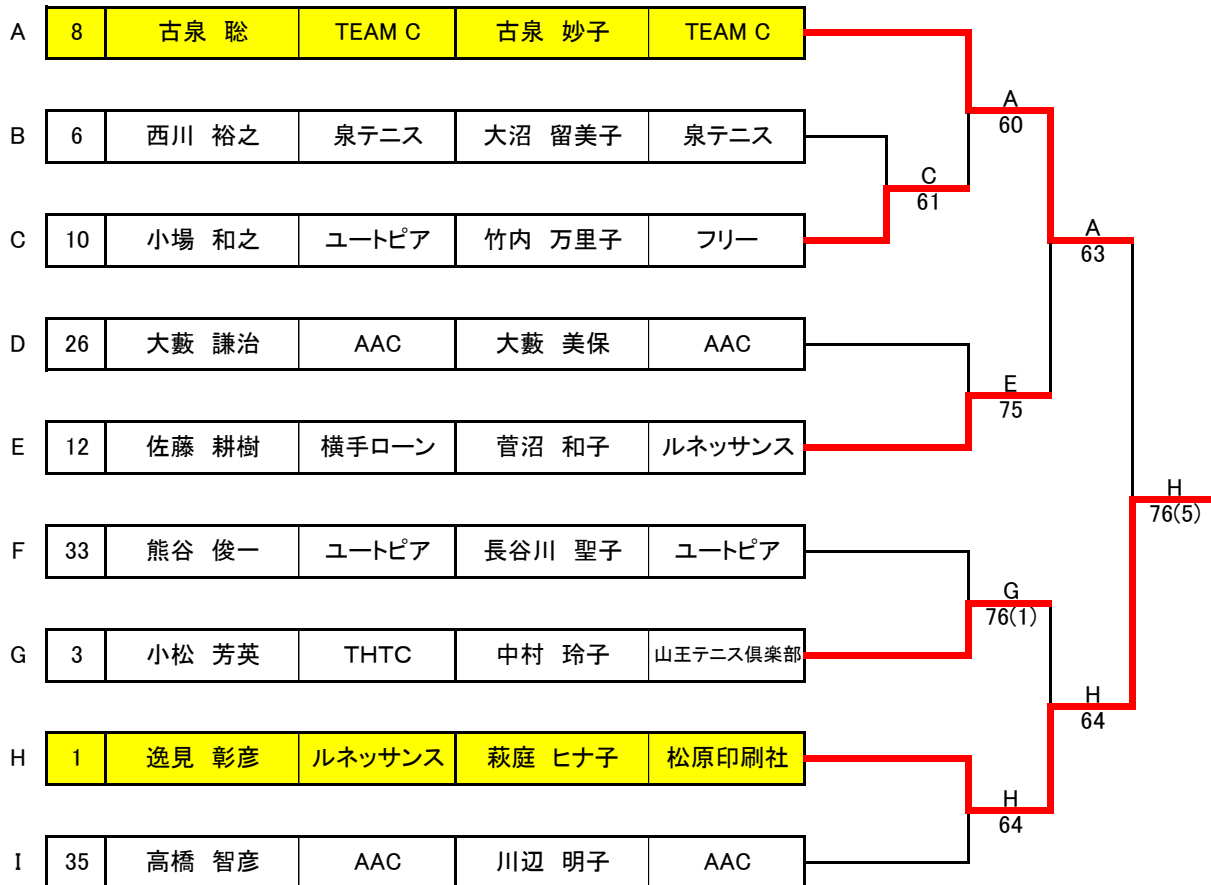 A 8 古泉 聡 TEAM C 古泉 妙子 TEAM C
A
60
B 6 西川 裕之 泉テニス 大沼 留美子 泉テニス
C
61
C 10 小場 和之 ユートピア 竹内 万里子 フリー
A
63
D 26 大藪 謙治 AAC 大藪 美保 AAC
E
75
E 12 佐藤 耕樹 横手ローン 菅沼 和子 ルネッサンス
H
76(5)
F 33 熊谷 俊一 ユートピア 長谷川 聖子 ユートピア
G
76(1)
G 3 小松 芳英 THTC 中村 玲子 山王テニス倶楽部
H
64
H 1 逸見 彰彦 ルネッサンス 萩庭 ヒナ子 松原印刷社
H
64
I 35 高橋 智彦 AAC 川辺 明子 AAC